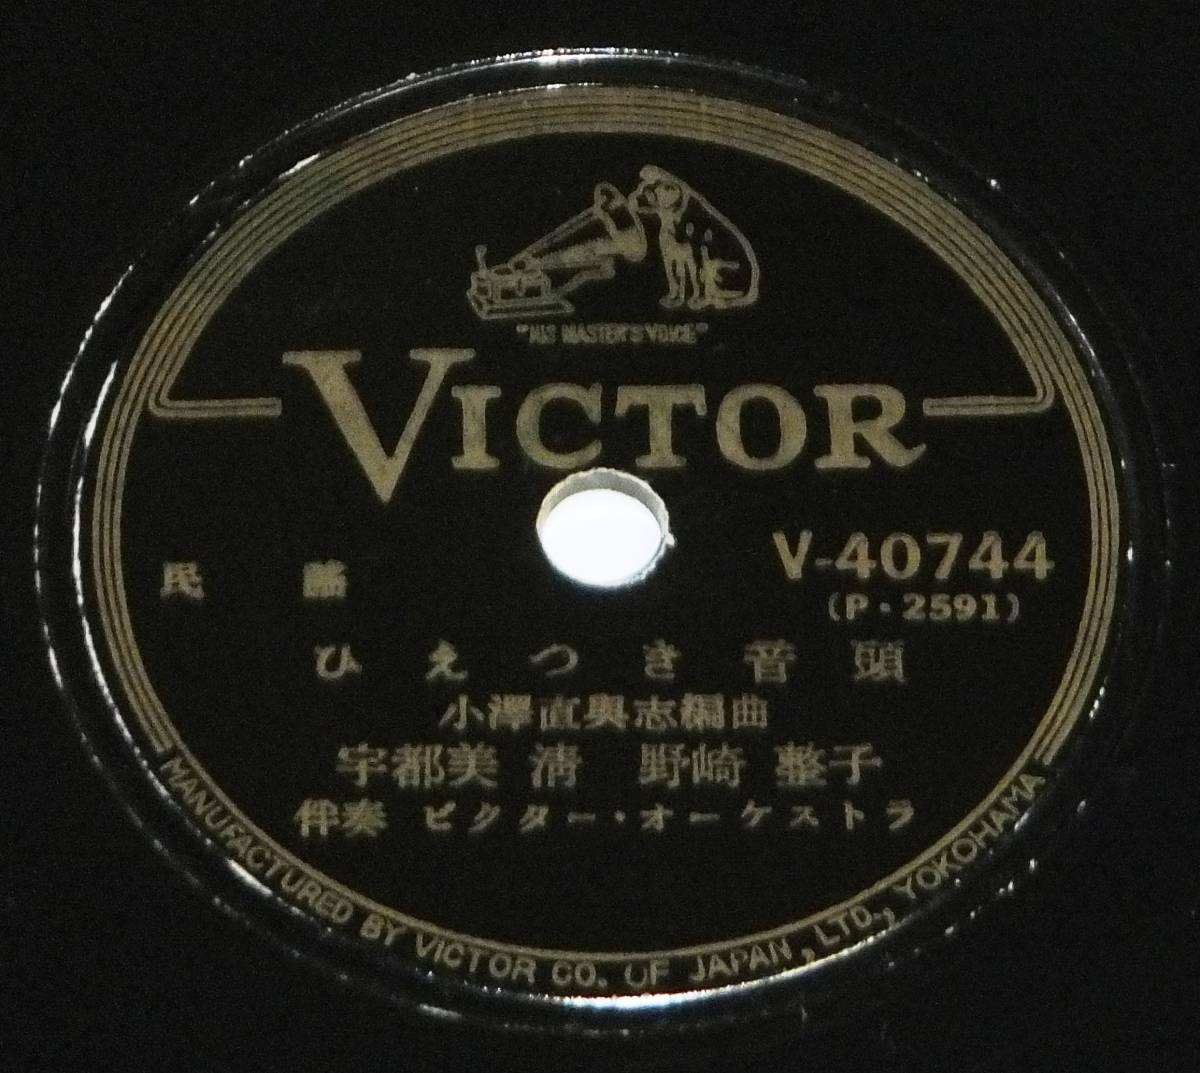 "HIS MASTER'S VOICE"
VICTOR
V-40744
(P・2591)
民謡
ひえつき音頭
小澤直與志編曲
宇都美 清 野崎 整子
伴奏 ビクター・オーケストラ
MANUFACTURED BY VICTOR CO. OF JAPAN, LTD., YOKOHAMA